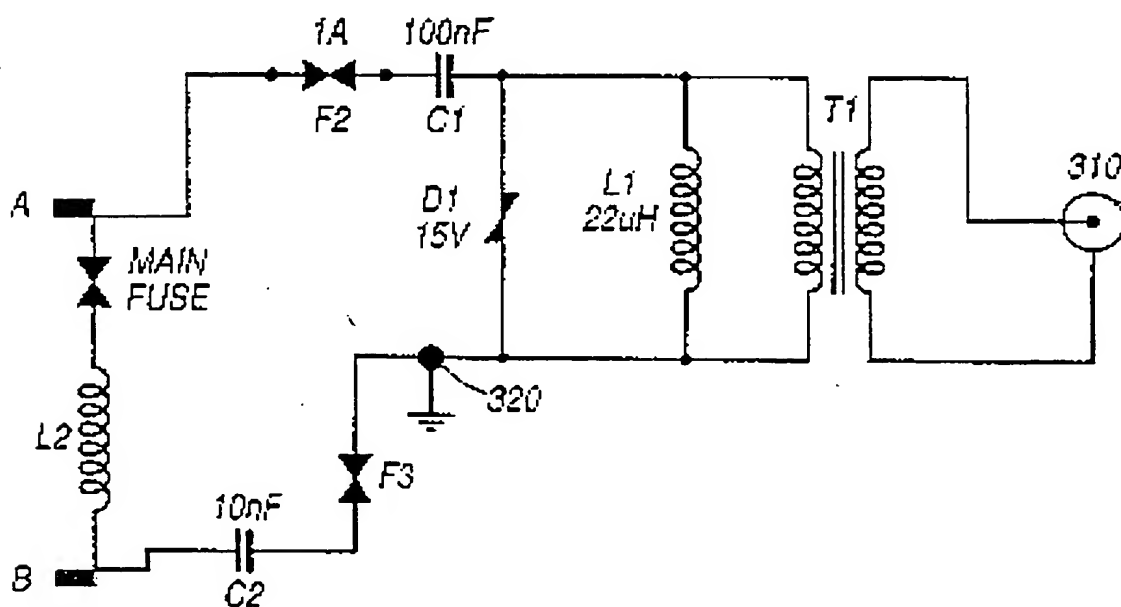 1A
100nF
F2
C1
T1
310
A
D1
15V
L1
22uH
MAIN
FUSE
320
L2
F3
10nF
B
C2